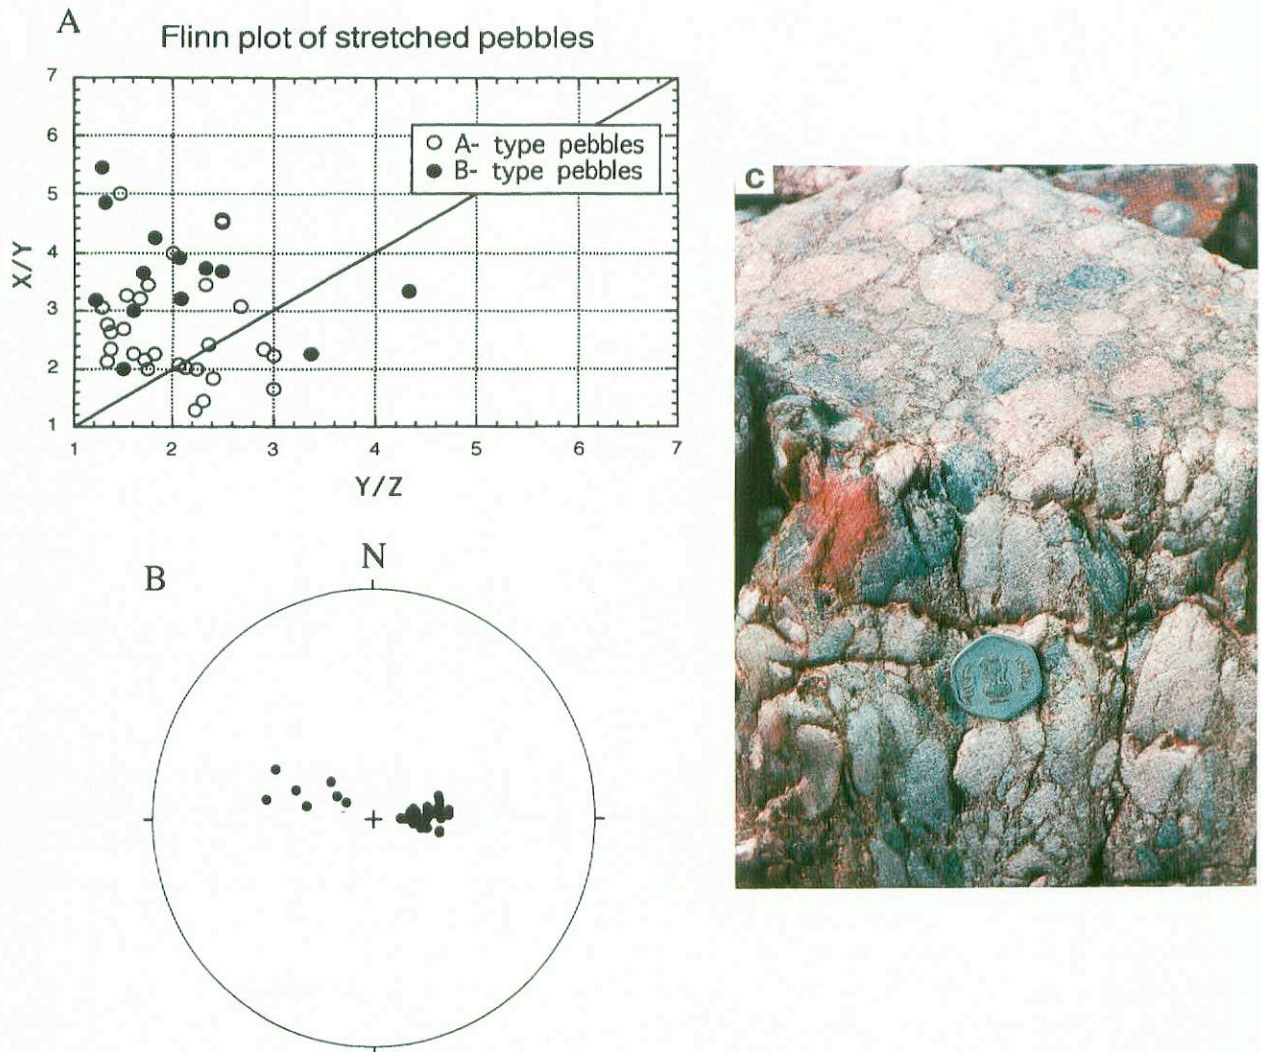 A
Flinn plot of stretched pebbles
7
6
5
4
3
2
1
X/Y
A- type pebbles
B- type pebbles
1 2 3 4 5 6 7
Y/Z
B
N
C